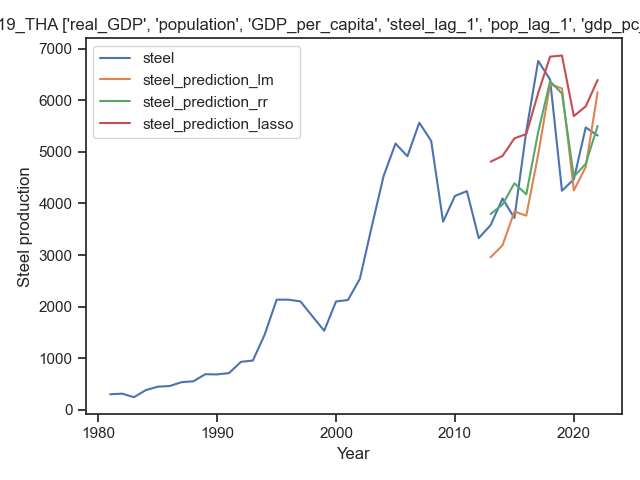 19_THA ['real_GDP', 'population', 'GDP_per_capita', 'steel_lag_1', 'pop_lag_1', 'gdp_pc_
steel
steel_prediction_lm
steel_prediction_rr
steel_prediction_lasso
7000
6000
5000
4000
3000
2000
1000
0
Steel production
1980
1990
2000
2010
2020
Year